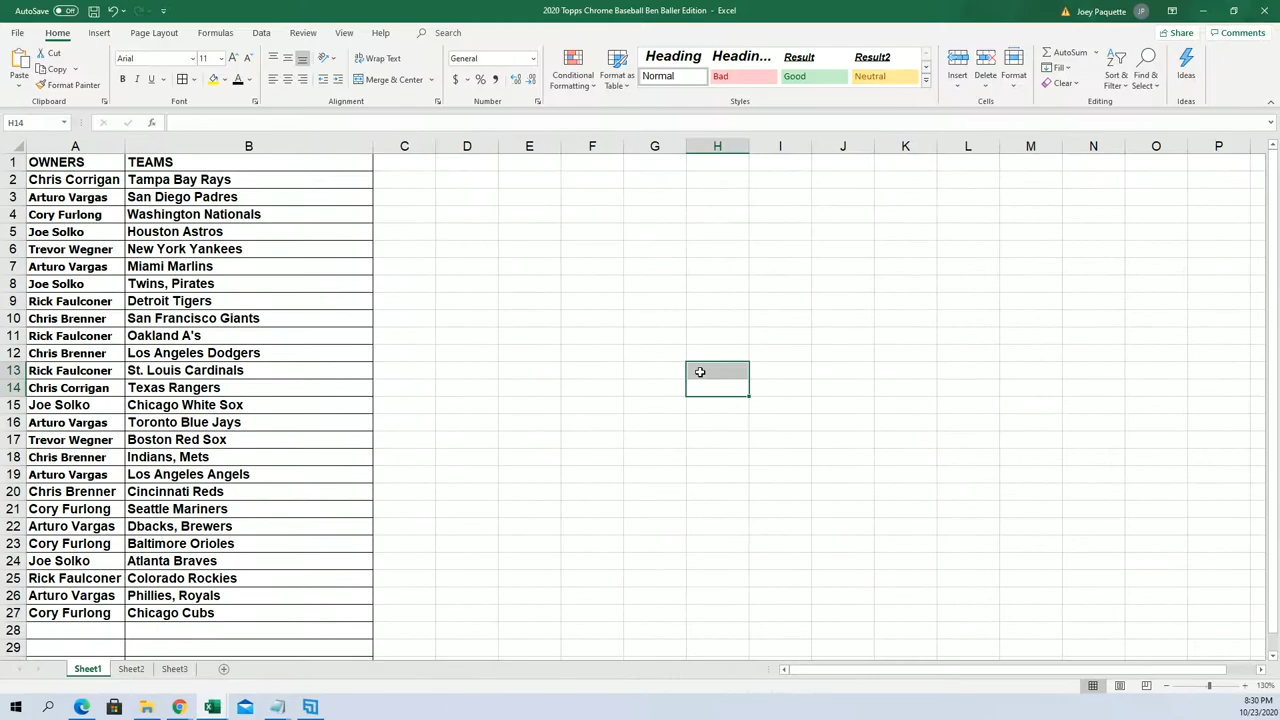 AutoSave Off 2020 Topps Chrome Baseball Ben Baller Edition - Excel Joey Paquette JP
File Home Insert Page Layout Formulas Data Review View Help Search Share Comments
Paste Cut Copy Format Painter Clipboard
Arial 11 B I U Font
Wrap Text Merge & Center Alignment
General $ % Number
Conditional Formatting Format as Table
Heading Headin... Result Result2
Normal Bad Good Neutral
Styles
Insert Delete Format Cells
AutoSum Fill Clear Sort & Filter Find & Select Editing
Ideas Ideas
H14 fx
A B C D E F G H I J K L M N O P
1 OWNERS TEAMS
2 Chris Corrigan Tampa Bay Rays
3 Arturo Vargas San Diego Padres
4 Cory Furlong Washington Nationals
5 Joe Solko Houston Astros
6 Trevor Wegner New York Yankees
7 Arturo Vargas Miami Marlins
8 Joe Solko Twins, Pirates
9 Rick Faulconer Detroit Tigers
10 Chris Brenner San Francisco Giants
11 Rick Faulconer Oakland A's
12 Chris Brenner Los Angeles Dodgers
13 Rick Faulconer St. Louis Cardinals
14 Chris Corrigan Texas Rangers
15 Joe Solko Chicago White Sox
16 Arturo Vargas Toronto Blue Jays
17 Trevor Wegner Boston Red Sox
18 Chris Brenner Indians, Mets
19 Arturo Vargas Los Angeles Angels
20 Chris Brenner Cincinnati Reds
21 Cory Furlong Seattle Mariners
22 Arturo Vargas Dbacks, Brewers
23 Cory Furlong Baltimore Orioles
24 Joe Solko Atlanta Braves
25 Rick Faulconer Colorado Rockies
26 Arturo Vargas Phillies, Royals
27 Cory Furlong Chicago Cubs
28
29
Sheet1 Sheet2 Sheet3
130%
8:30 PM
10/23/2020